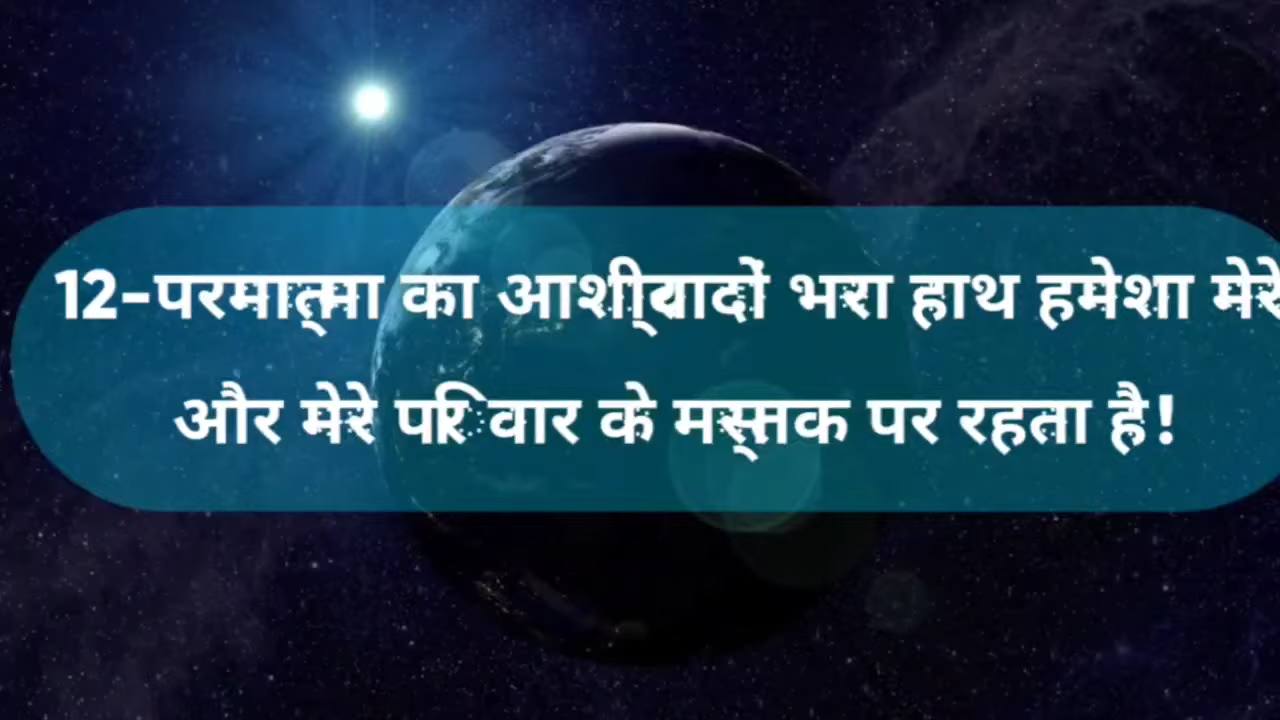 12-परमात्मा का आशीर्वादों भरा हाथ हमेशा मेरे
और मेरे परिवार के मस्तक पर रहता है!